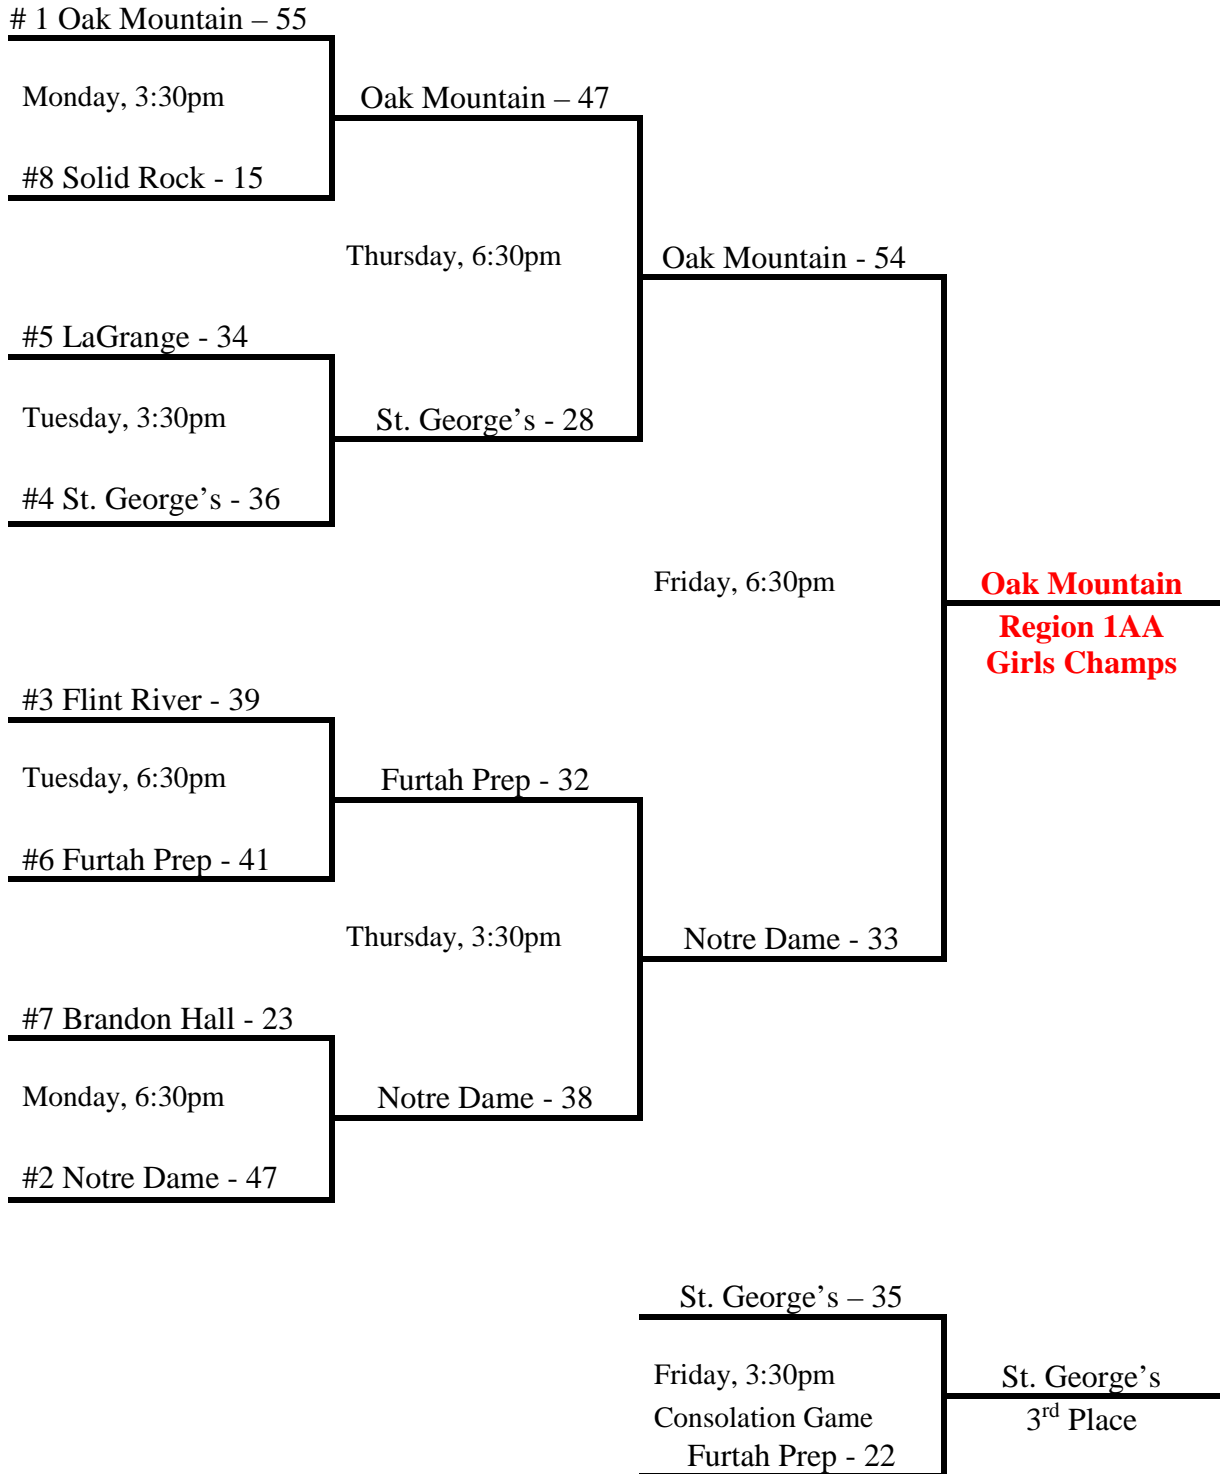 # 1 Oak Mountain – 55
Monday, 3:30pm
Oak Mountain – 47
#8 Solid Rock - 15
Thursday, 6:30pm
Oak Mountain - 54
#5 LaGrange - 34
Tuesday, 3:30pm
St. George’s - 28
#4 St. George’s - 36
Friday, 6:30pm
Oak Mountain
Region 1AA
Girls Champs
#3 Flint River - 39
Tuesday, 6:30pm
Furtah Prep - 32
#6 Furtah Prep - 41
Thursday, 3:30pm
Notre Dame - 33
#7 Brandon Hall - 23
Monday, 6:30pm
Notre Dame - 38
#2 Notre Dame - 47
St. George’s – 35
Friday, 3:30pm
St. George’s
Consolation Game
3rd Place
Furtah Prep - 22